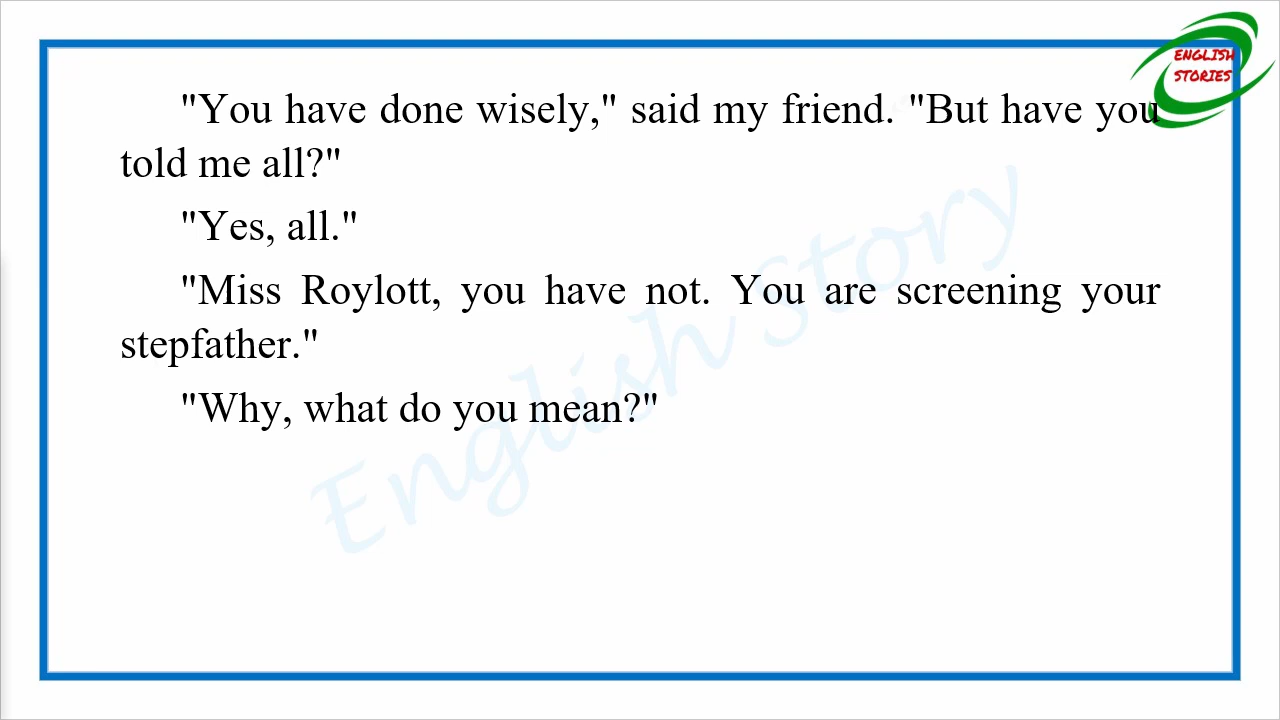 ENGLISH
STORIES
"You have done wisely," said my friend. "But have you
told me all?"
"Yes, all."
"Miss Roylott, you have not. You are screening your
stepfather."
"Why, what do you mean?"
English Story